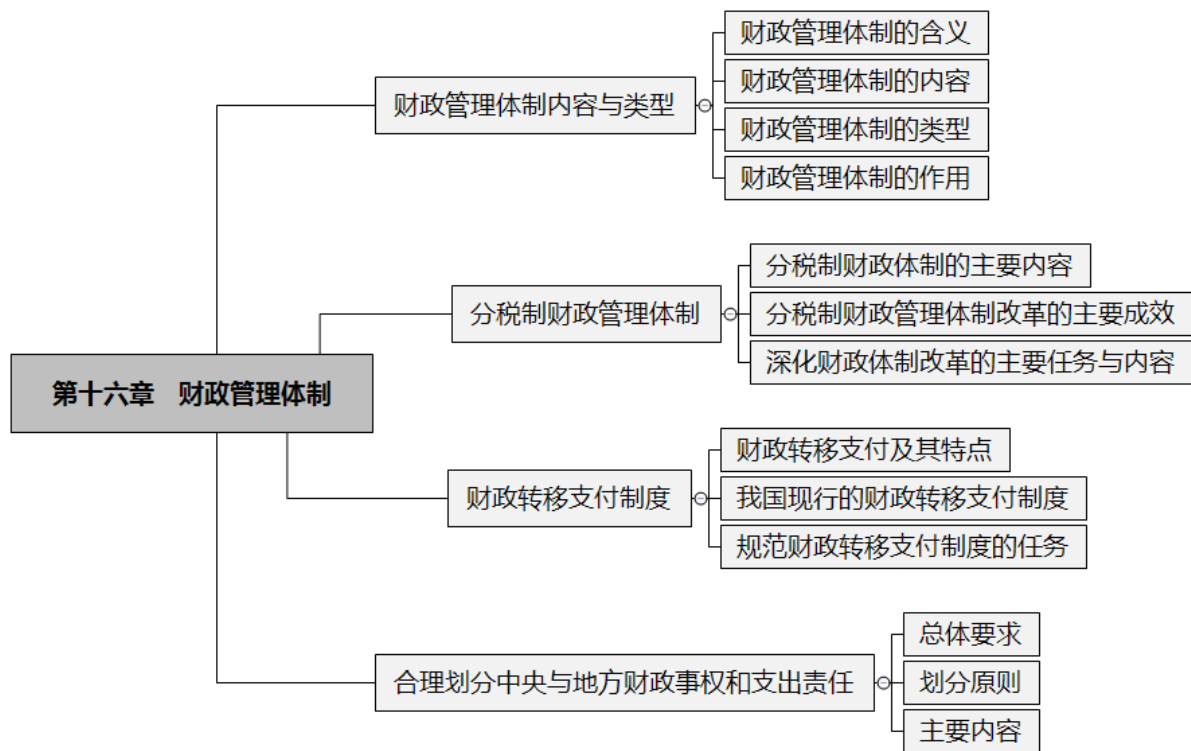 第十六章　财政管理体制
财政管理体制内容与类型
财政管理体制的含义
财政管理体制的内容
财政管理体制的类型
财政管理体制的作用
分税制财政管理体制
分税制财政体制的主要内容
分税制财政管理体制改革的主要成效
深化财政体制改革的主要任务与内容
财政转移支付制度
财政转移支付及其特点
我国现行的财政转移支付制度
规范财政转移支付制度的任务
合理划分中央与地方财政事权和支出责任
总体要求
划分原则
主要内容